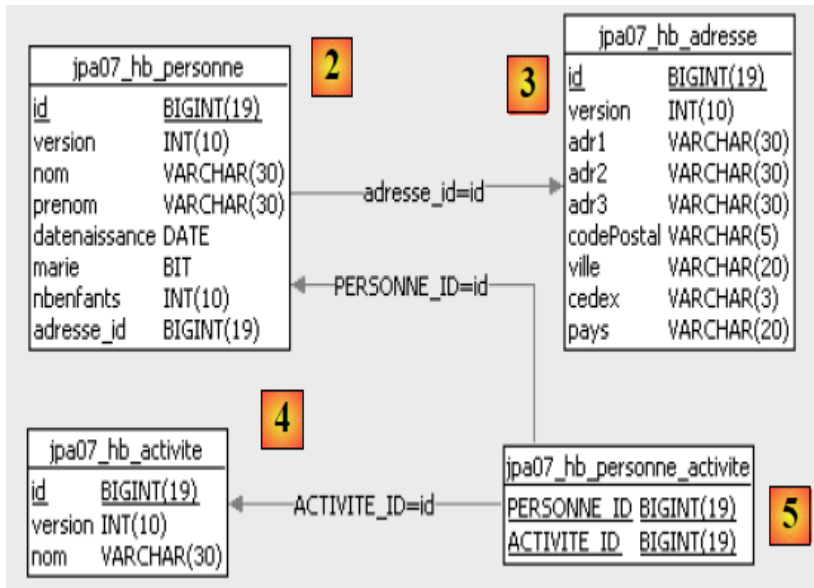 jpa07_hb_personne
id BIGINT(19)
version INT(10)
nom VARCHAR(30)
prenom VARCHAR(30)
datenaissance DATE
marie BIT
nbenfants INT(10)
adresse_id BIGINT(19)
2
adresse_id=id
3
jpa07_hb_adresse
id BIGINT(19)
version INT(10)
adr1 VARCHAR(30)
adr2 VARCHAR(30)
adr3 VARCHAR(30)
codePostal VARCHAR(5)
ville VARCHAR(20)
cedex VARCHAR(3)
pays VARCHAR(20)
PERSONNE_ID=id
4
jpa07_hb_activite
id BIGINT(19)
version INT(10)
nom VARCHAR(30)
ACTIVITE_ID=id
jpa07_hb_personne_activite
PERSONNE_ID BIGINT(19)
ACTIVITE_ID BIGINT(19)
5